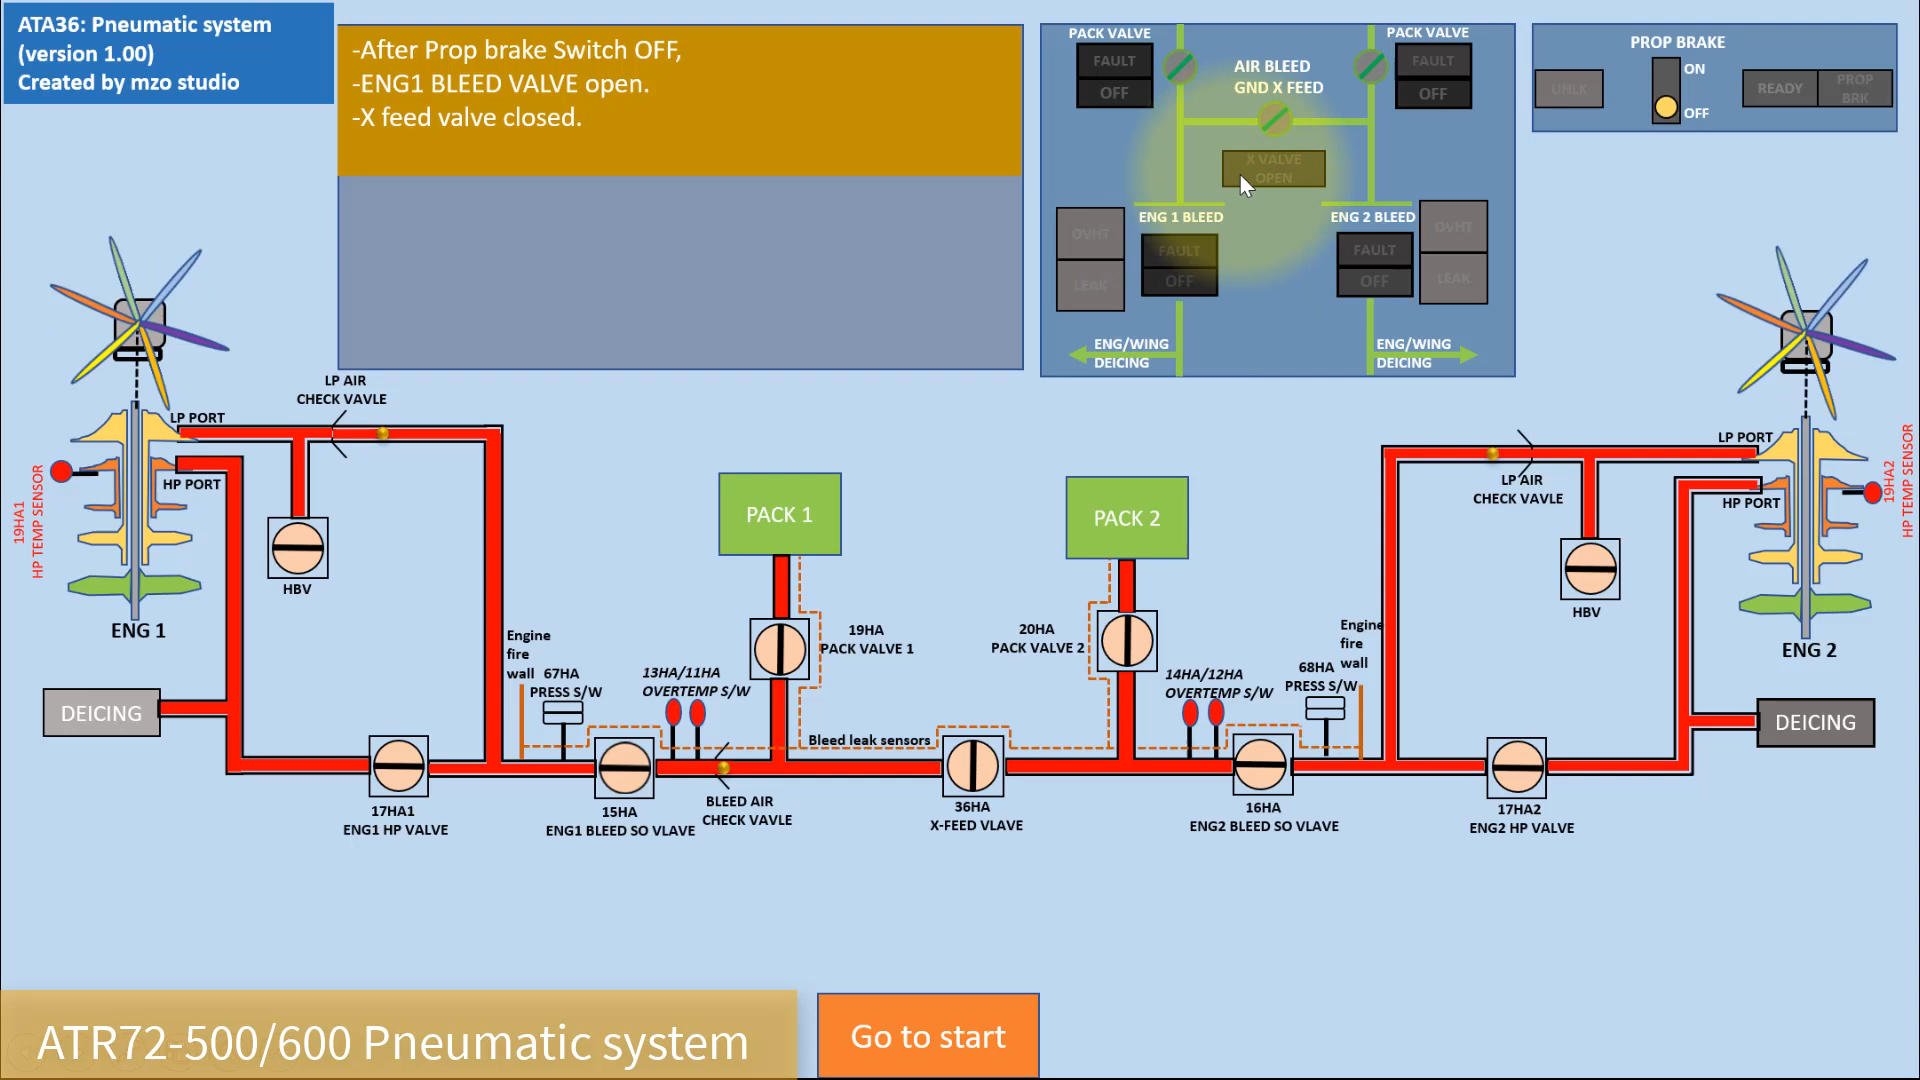 ATA36: Pneumatic system
(version 1.00)
Created by mzo studio
-After Prop brake Switch OFF,
-ENG1 BLEED VALVE open.
-X feed valve closed.
PACK VALVE
FAULT
OFF
AIR BLEED
GND X FEED
PACK VALVE
FAULT
OFF
X VALVE
OPEN
ENG 1 BLEED
ENG 2 BLEED
OVHT
LEAK
FAULT
OFF
FAULT
OFF
OVHT
LEAK
ENG/WING
DEICING
ENG/WING
DEICING
PROP BRAKE
UNLK
ON
OFF
READY
PROP
BRK
LP AIR
CHECK VAVLE
LP PORT
HP PORT
19HA1
HP TEMP SENSOR
HBV
ENG 1
DEICING
17HA1
ENG1 HP VALVE
Engine
fire
wall
67HA
PRESS S/W
13HA/11HA
OVERTEMP S/W
15HA
ENG1 BLEED SO VLAVE
BLEED AIR
CHECK VAVLE
PACK 1
19HA
PACK VALVE 1
Bleed leak sensors
36HA
X-FEED VLAVE
PACK 2
20HA
PACK VALVE 2
14HA/12HA
OVERTEMP S/W
68HA
PRESS S/W
Engine
fire
wall
16HA
ENG2 BLEED SO VLAVE
17HA2
ENG2 HP VALVE
LP AIR
CHECK VAVLE
LP PORT
HP PORT
19HA2
HP TEMP SENSOR
HBV
ENG 2
DEICING
ATR72-500/600 Pneumatic system
Go to start